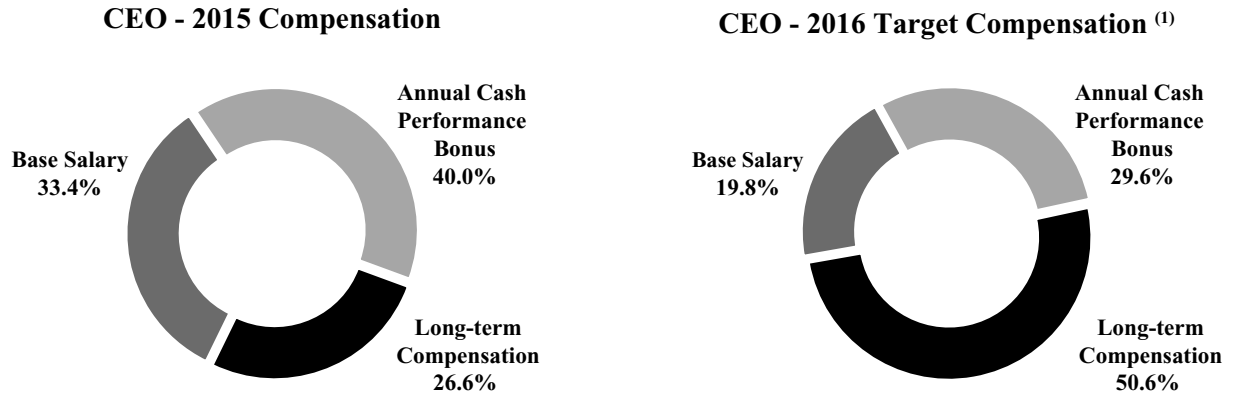 CEO - 2015 Compensation
Annual Cash
Performance
Bonus
40.0%
Base Salary
33.4%
Long-term
Compensation
26.6%
CEO - 2016 Target Compensation (1)
Annual Cash
Performance
Bonus
29.6%
Base Salary
19.8%
Long-term
Compensation
50.6%